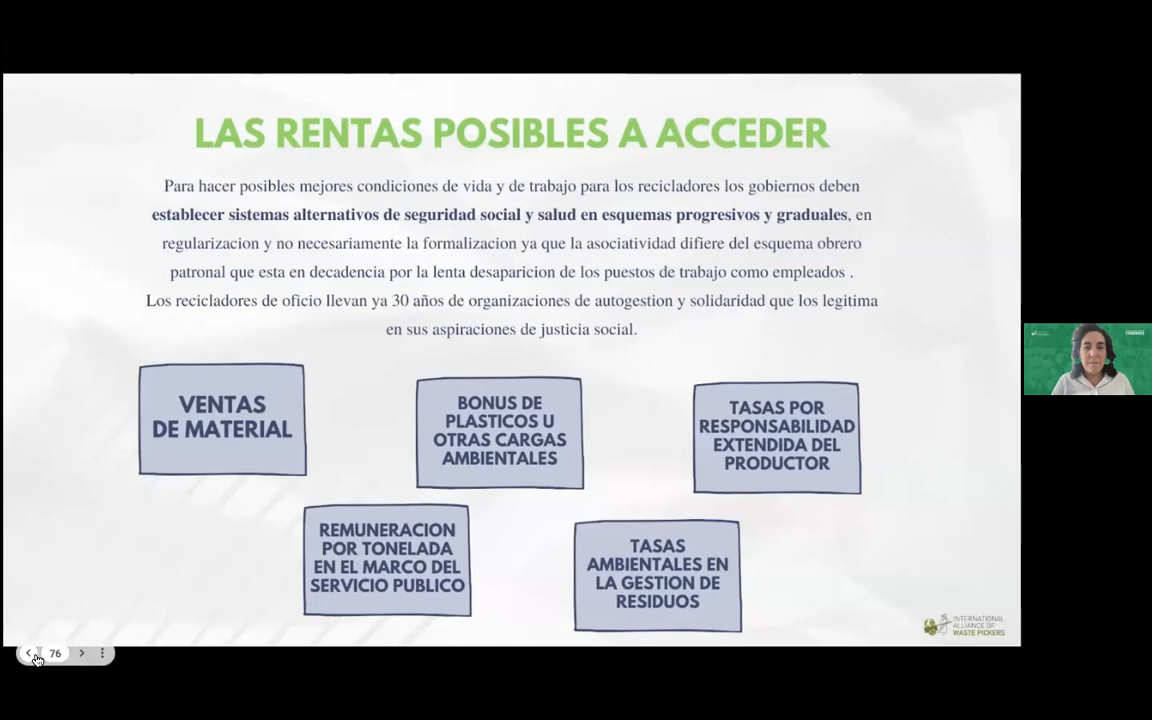 LAS RENTAS POSIBLES A ACCEDER
Para hacer posibles mejores condiciones de vida y de trabajo para los recicladores los gobiernos deben
establecer sistemas alternativos de seguridad social y salud en esquemas progresivos y graduales, en
regularizacion y no necesariamente la formalizacion ya que la asociatividad difiere del esquema obrero
patronal que esta en decadencia por la lenta desaparicion de los puestos de trabajo como empleados .
Los recicladores de oficio llevan ya 30 años de organizaciones de autogestion y solidaridad que los legitima
en sus aspiraciones de justicia social.
VENTAS
DE MATERIAL
BONUS DE
PLASTICOS U
OTRAS CARGAS
AMBIENTALES
TASAS POR
RESPONSABILIDAD
EXTENDIDA DEL
PRODUCTOR
REMUNERACION
POR TONELADA
EN EL MARCO DEL
SERVICIO PUBLICO
TASAS
AMBIENTALES EN
LA GESTION DE
RESIDUOS
INTERNATIONAL
ALLIANCE OF
WASTE PICKERS
76